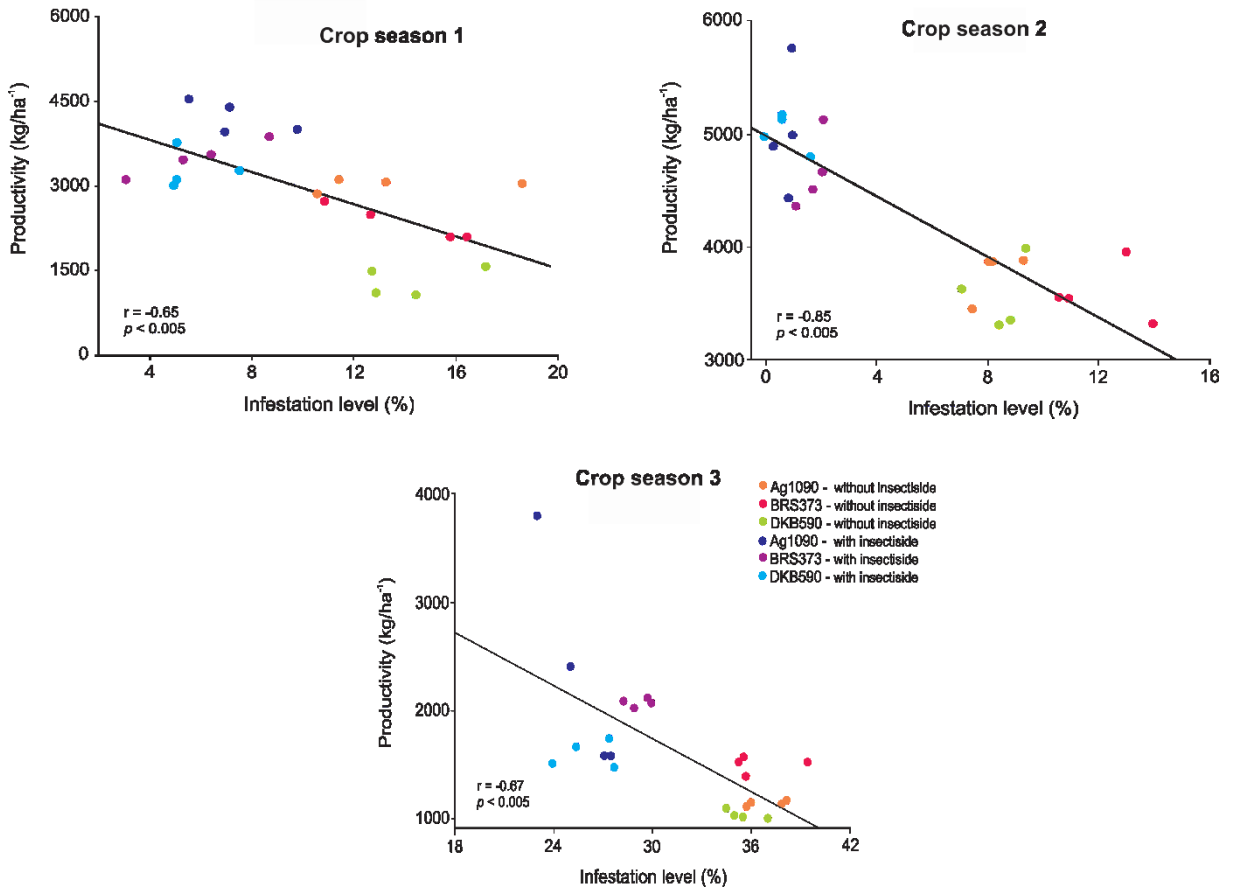 Crop season 1
Productivity (kg/ha⁻¹)
6000
4500
3000
1500
0
r = -0.65
p < 0.005
4
8
12
16
20
Infestation level (%)
Crop season 2
Productivity (kg/ha⁻¹)
6000
5000
4000
3000
r = -0.85
p < 0.005
0
4
8
12
16
Infestation level (%)
Crop season 3
Productivity (kg/ha⁻¹)
4000
3000
2000
1000
r = -0.67
p < 0.005
18
24
30
36
42
Infestation level (%)
Ag1090 - without insectiside
BRS373 - without insectiside
DKB590 - without insectiside
Ag1090 - with insectiside
BRS373 - with insectiside
DKB590 - with insectiside